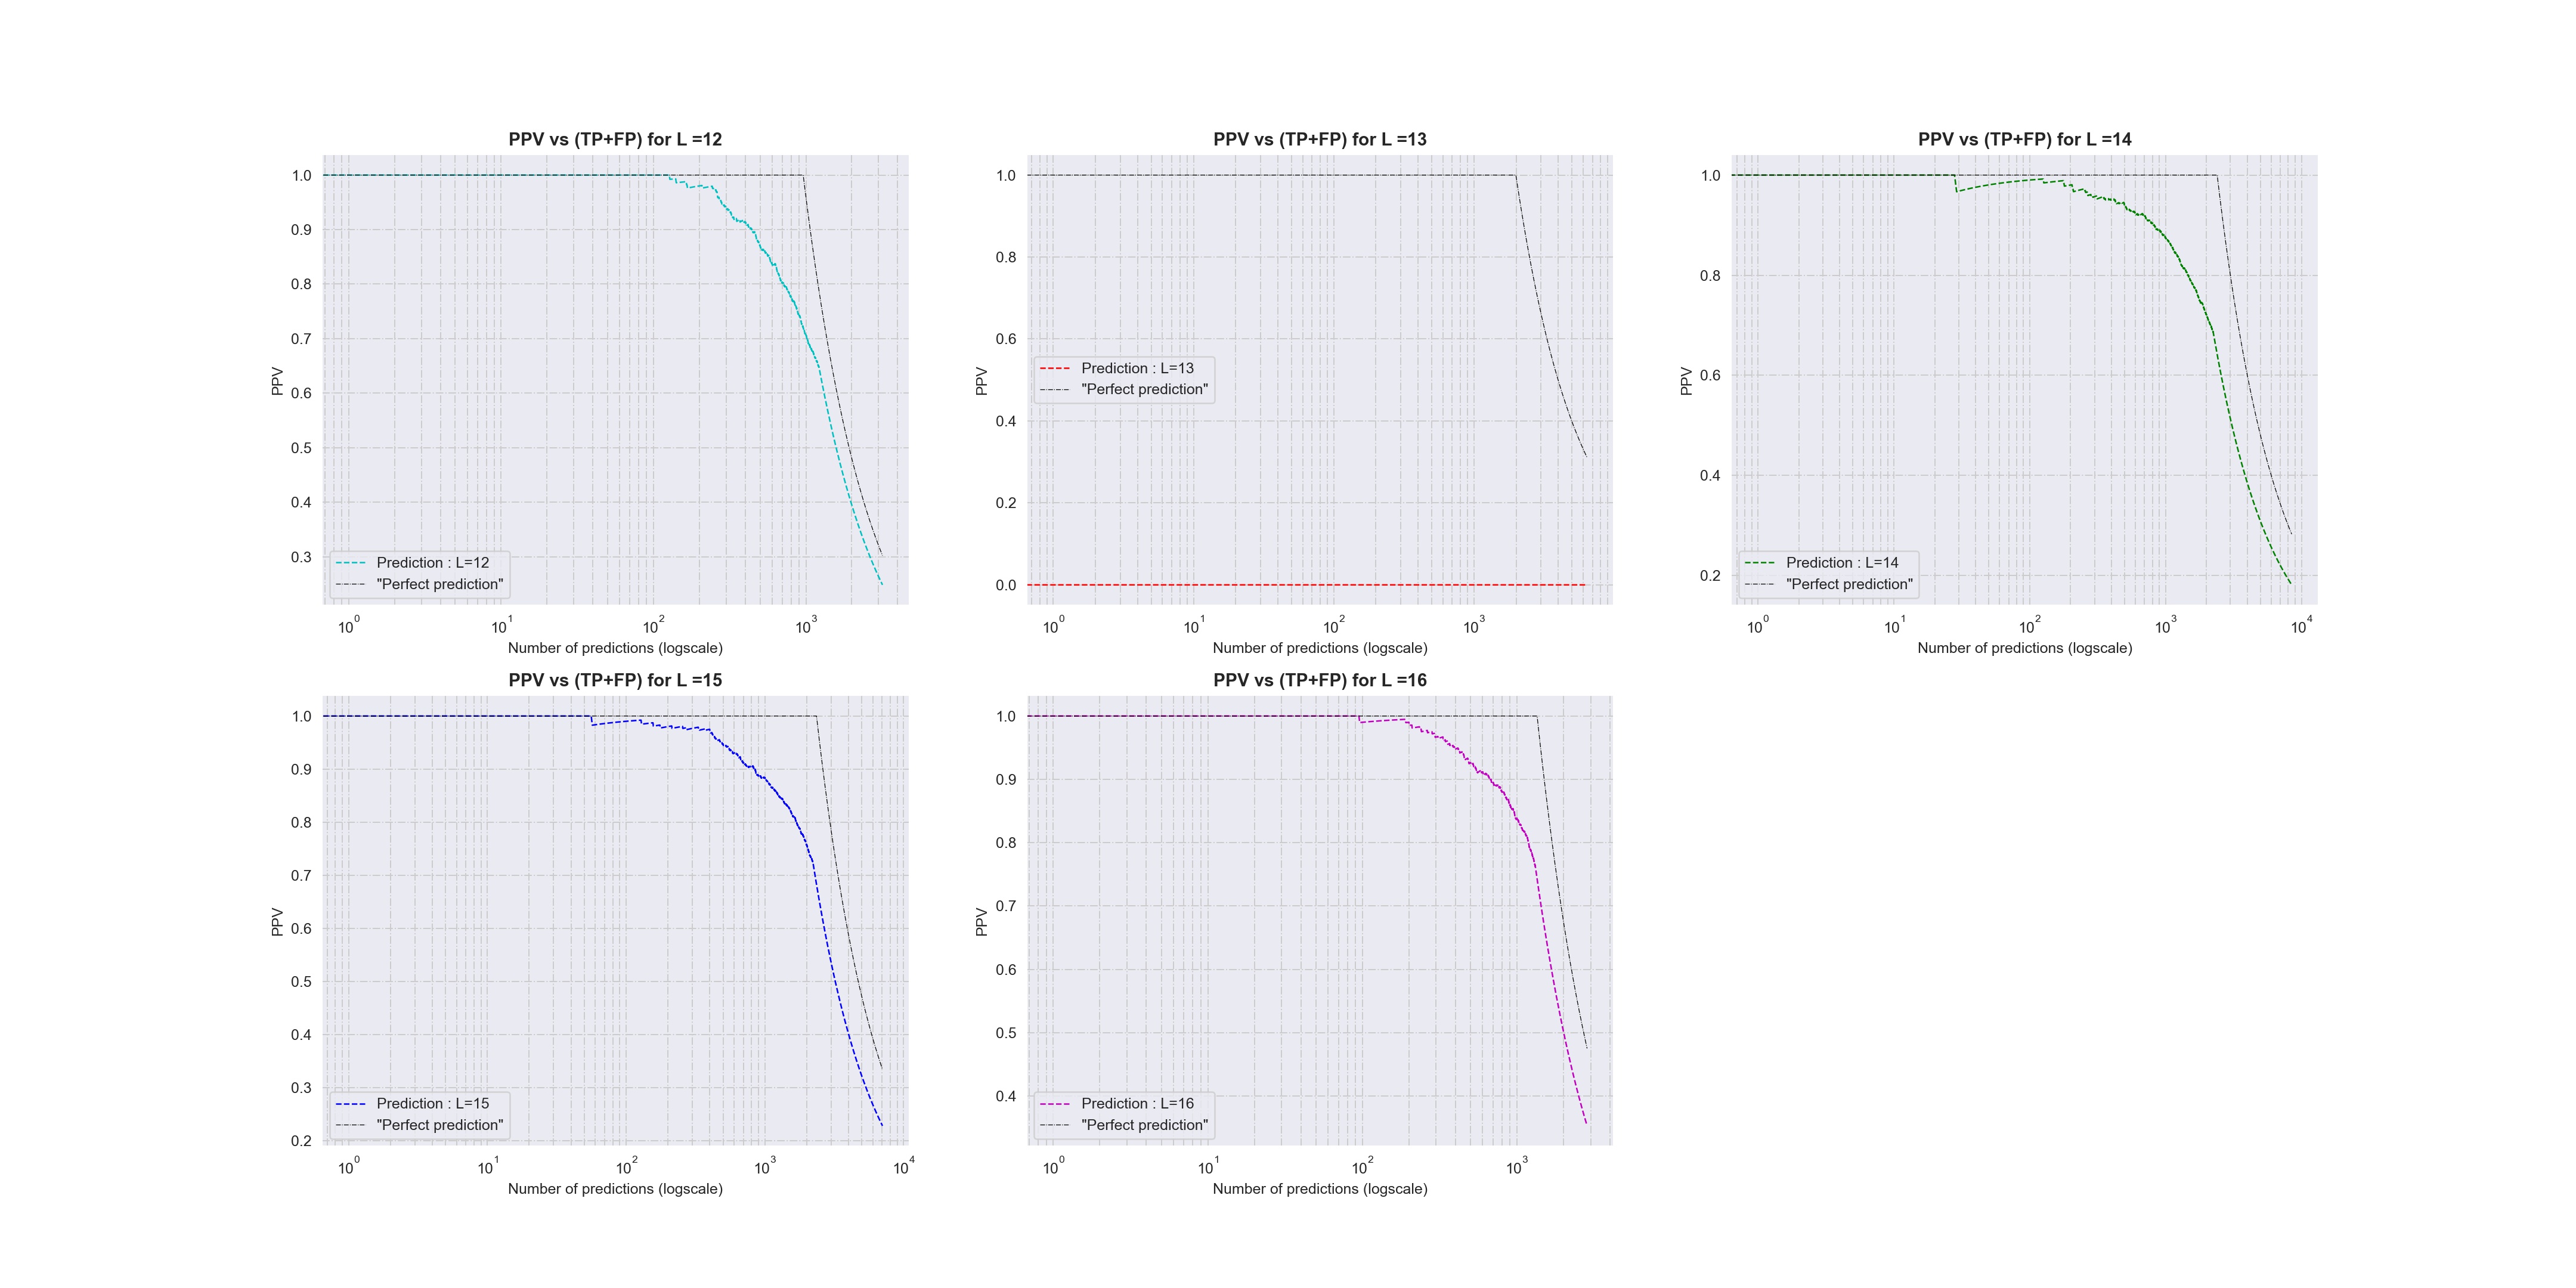 PPV vs (TP+FP) for L =12
1.0
0.9
0.8
0.7
0.6
0.5
0.4
0.3
PPV
Prediction : L=12
"Perfect prediction"
10^0 10^1 10^2 10^3
Number of predictions (logscale)
PPV vs (TP+FP) for L =13
1.0
0.8
0.6
0.4
0.2
0.0
PPV
Prediction : L=13
"Perfect prediction"
10^0 10^1 10^2 10^3
Number of predictions (logscale)
PPV vs (TP+FP) for L =14
1.0
0.8
0.6
0.4
0.2
PPV
Prediction : L=14
"Perfect prediction"
10^0 10^1 10^2 10^3 10^4
Number of predictions (logscale)
PPV vs (TP+FP) for L =15
1.0
0.9
0.8
0.7
0.6
0.5
0.4
0.3
0.2
PPV
Prediction : L=15
"Perfect prediction"
10^0 10^1 10^2 10^3 10^4
Number of predictions (logscale)
PPV vs (TP+FP) for L =16
1.0
0.9
0.8
0.7
0.6
0.5
0.4
PPV
Prediction : L=16
"Perfect prediction"
10^0 10^1 10^2 10^3
Number of predictions (logscale)